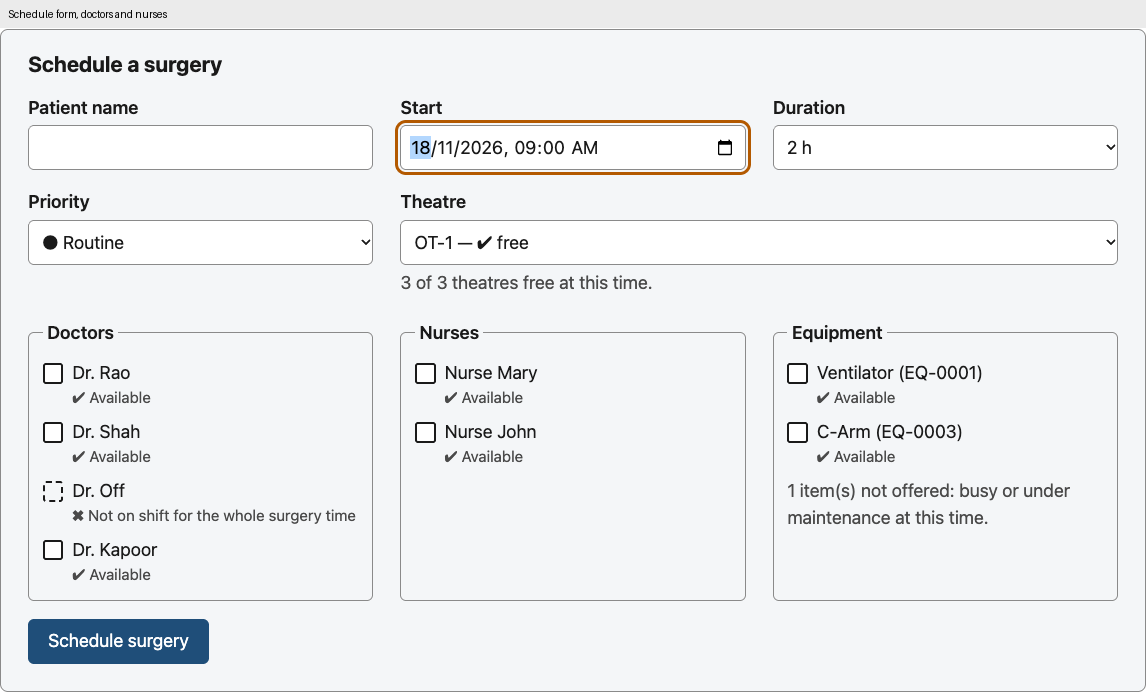 Schedule form, doctors and nurses
Schedule a surgery
Patient name
Start
Duration
18/11/2026, 09:00 AM
2 h
Priority
Theatre
● Routine
OT-1 — ✔ free
3 of 3 theatres free at this time.
Doctors
Dr. Rao
✔ Available
Dr. Shah
✔ Available
Dr. Off
✖ Not on shift for the whole surgery time
Dr. Kapoor
✔ Available
Nurses
Nurse Mary
✔ Available
Nurse John
✔ Available
Equipment
Ventilator (EQ-0001)
✔ Available
C-Arm (EQ-0003)
✔ Available
1 item(s) not offered: busy or under
maintenance at this time.
Schedule surgery